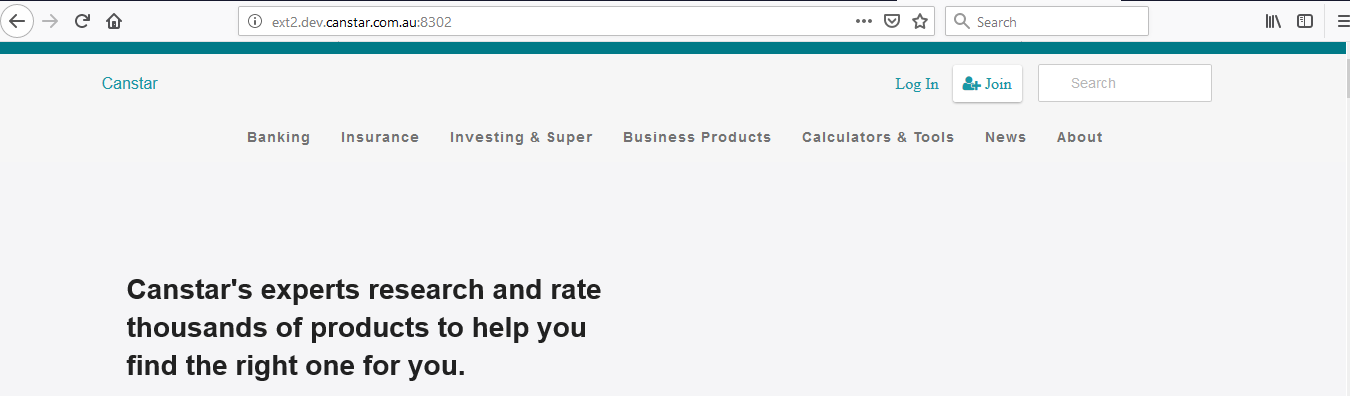 ext2.dev.canstar.com.au:8302 Search
Canstar Log In Join Search
Banking Insurance Investing & Super Business Products Calculators & Tools News About
Canstar's experts research and rate
thousands of products to help you
find the right one for you.